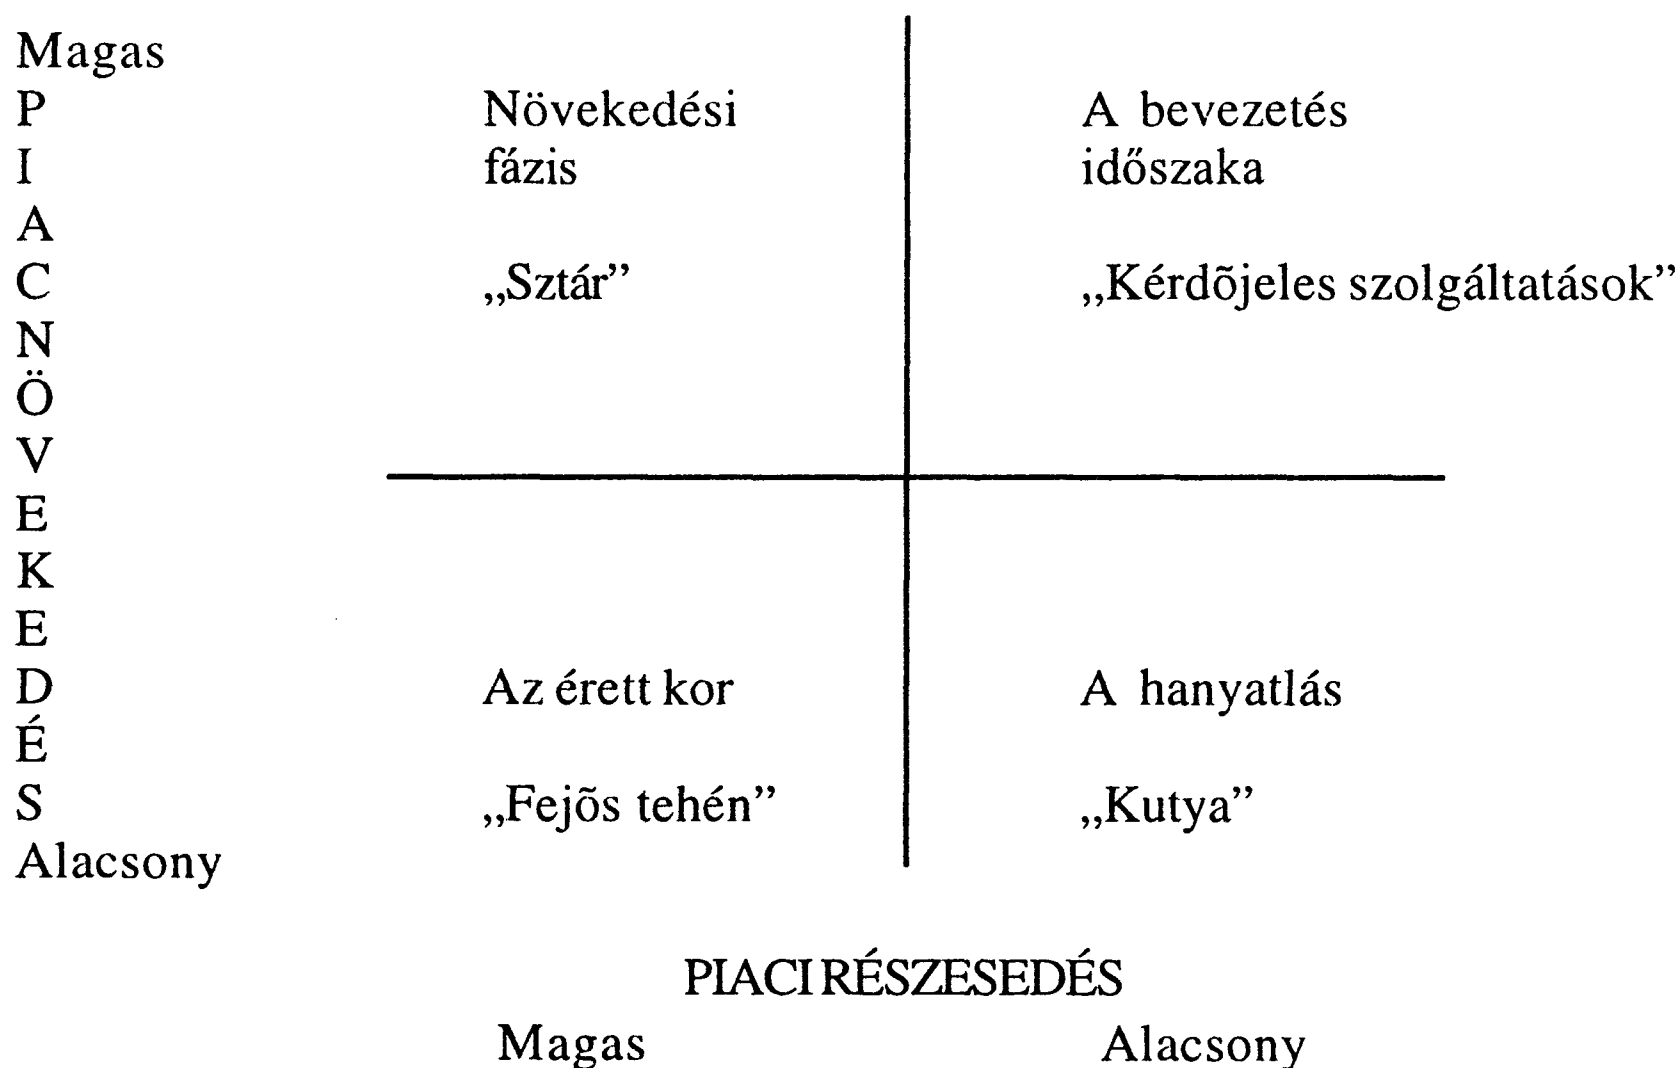 Magas
PIACNÖVEKEDÉS
Alacsony
Növekedési
fázis
„Sztár”
A bevezetés
időszaka
„Kérdõjeles szolgáltatások”
Az érett kor
„Fejõs tehén”
A hanyatlás
„Kutya”
PIACI RÉSZESEDÉS
Magas
Alacsony